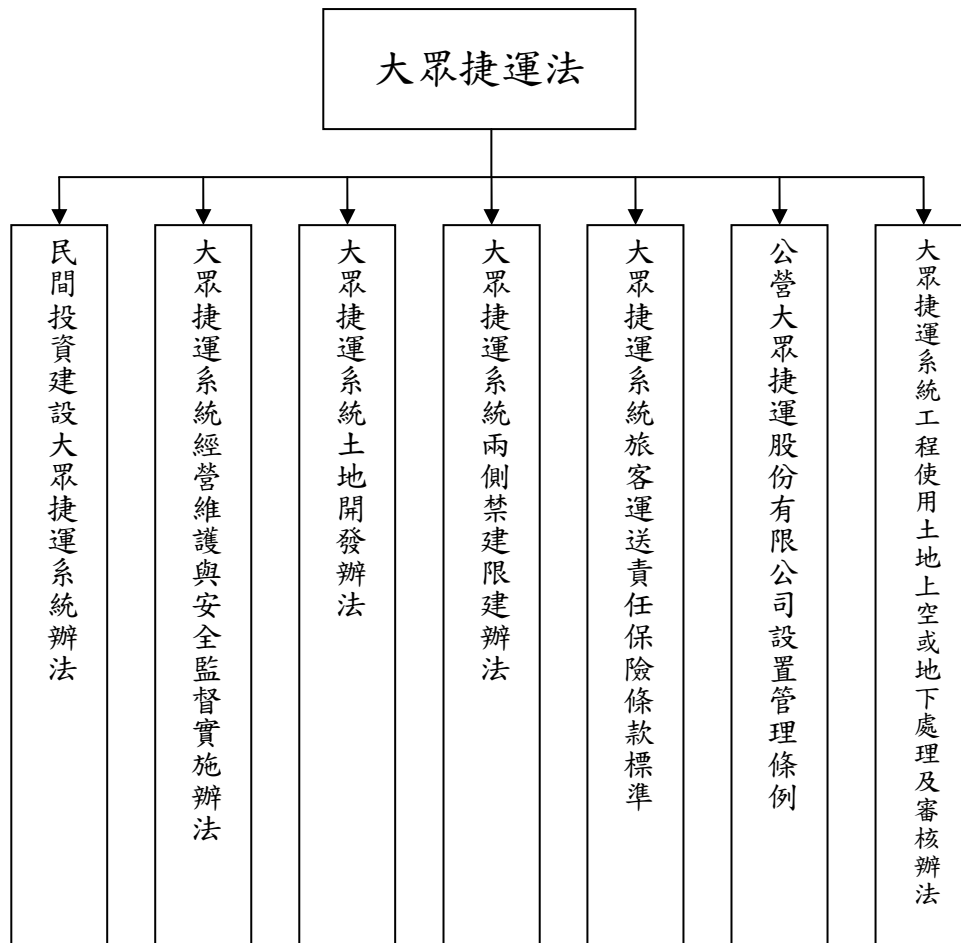 大眾捷運法
民間投資建設大眾捷運系統辦法
大眾捷運系統經營維護與安全監督實施辦法
大眾捷運系統土地開發辦法
大眾捷運系統兩側禁建限建辦法
大眾捷運系統旅客運送責任保險條款標準
公營大眾捷運股份有限公司設置管理條例
大眾捷運系統工程使用土地上空或地下處理及審核辦法